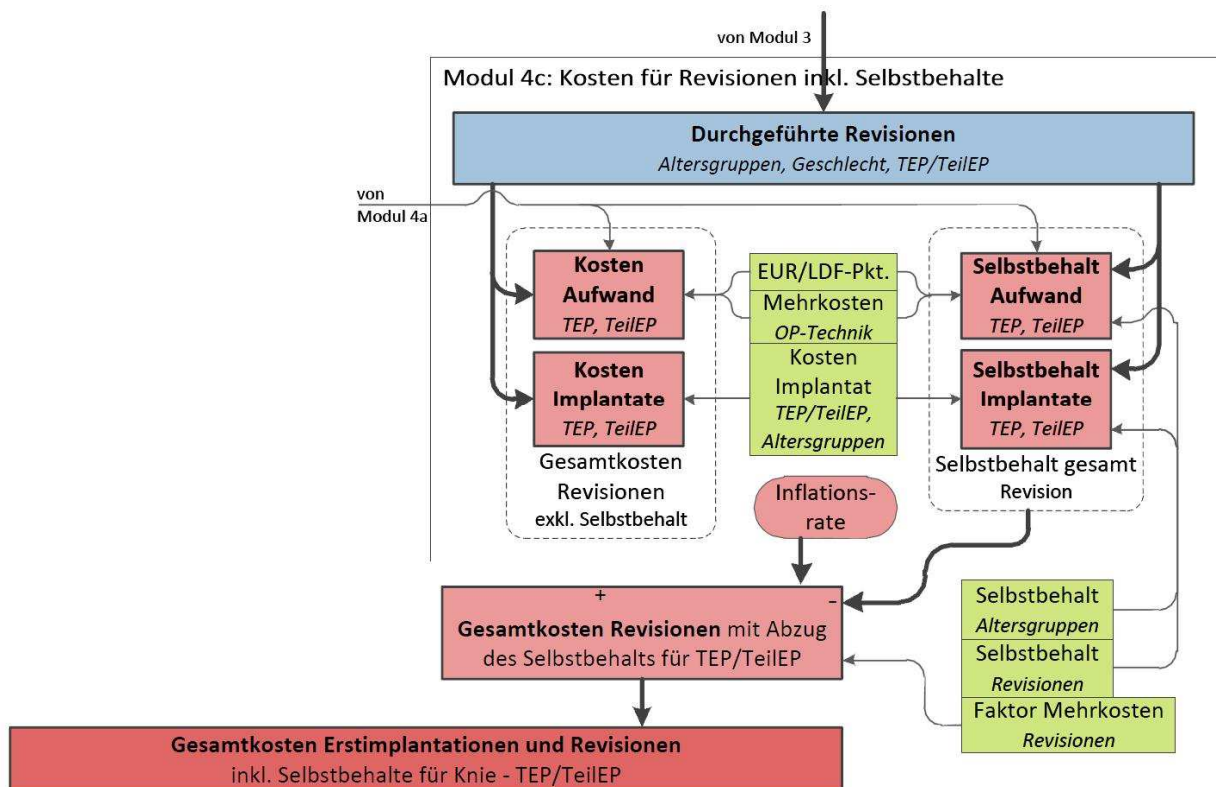 von Modul 3
Modul 4c: Kosten für Revisionen inkl. Selbstbehalte
Durchgeführte Revisionen
Altersgruppen, Geschlecht, TEP/TeilEP
von
Modul 4a
Kosten
Aufwand
TEP, TeilEP
Kosten
Implantate
TEP, TeilEP
Gesamtkosten
Revisionen
exkl. Selbstbehalt
EUR/LDF-Pkt.
Mehrkosten
OP-Technik
Kosten
Implantat
TEP/TeilEP,
Altersgruppen
Selbstbehalt
Aufwand
TEP, TeilEP
Selbstbehalt
Implantate
TEP, TeilEP
Selbstbehalt gesamt
Revision
Inflations-
rate
+ -
Gesamtkosten Revisionen mit Abzug
des Selbstbehalts für TEP/TeilEP
Selbstbehalt
Altersgruppen
Selbstbehalt
Revisionen
Faktor Mehrkosten
Revisionen
Gesamtkosten Erstimplantationen und Revisionen
inkl. Selbstbehalte für Knie - TEP/TeilEP